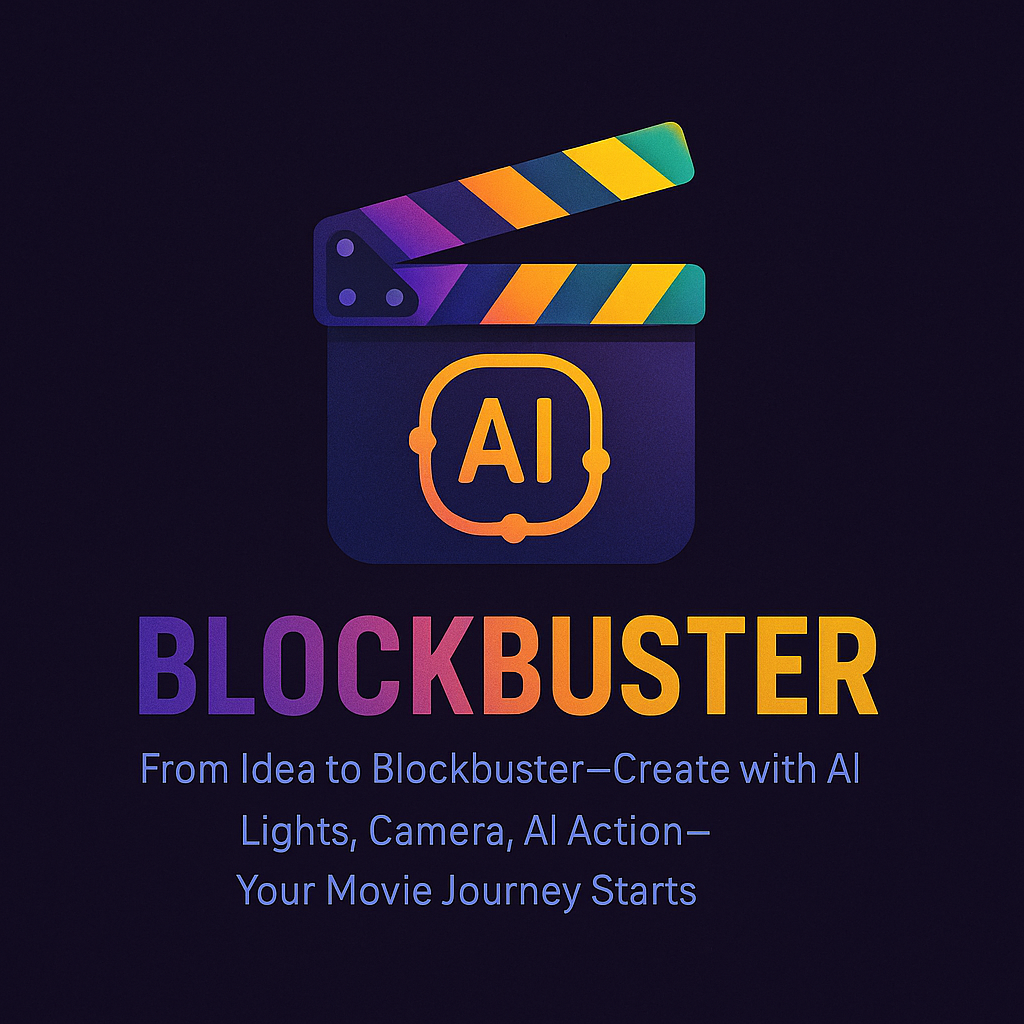 AI
BLOCKBUSTER
From Idea to Blockbuster—Create with AI
Lights, Camera, AI Action—
Your Movie Journey Starts